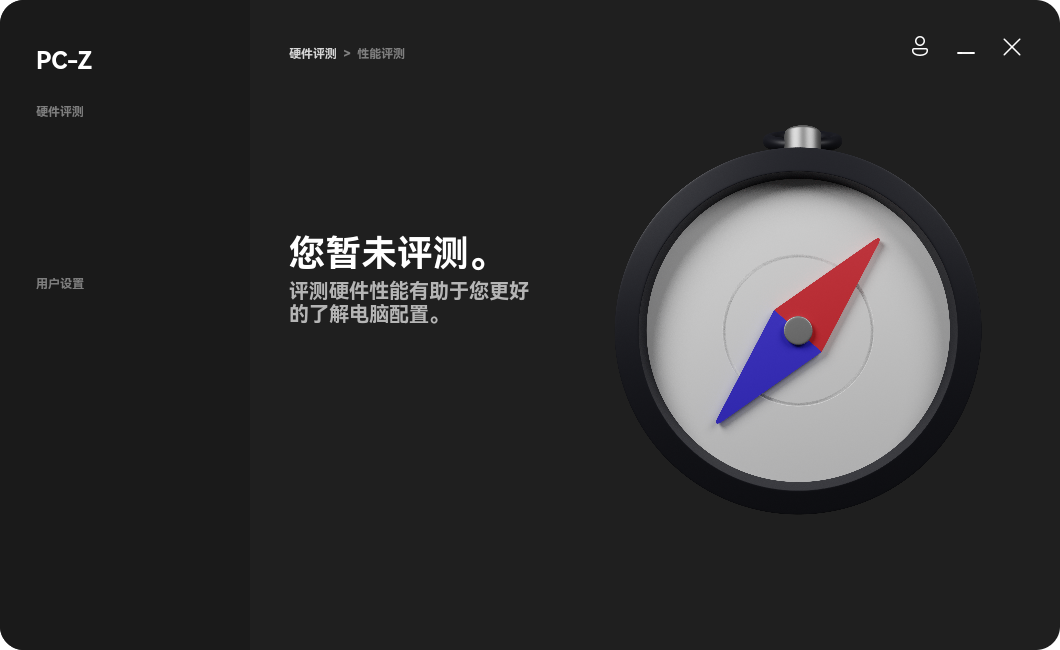 PC-Z
硬件评测
用户设置
硬件评测 > 性能评测
您暂未评测。
评测硬件性能有助于您更好
的了解电脑配置。